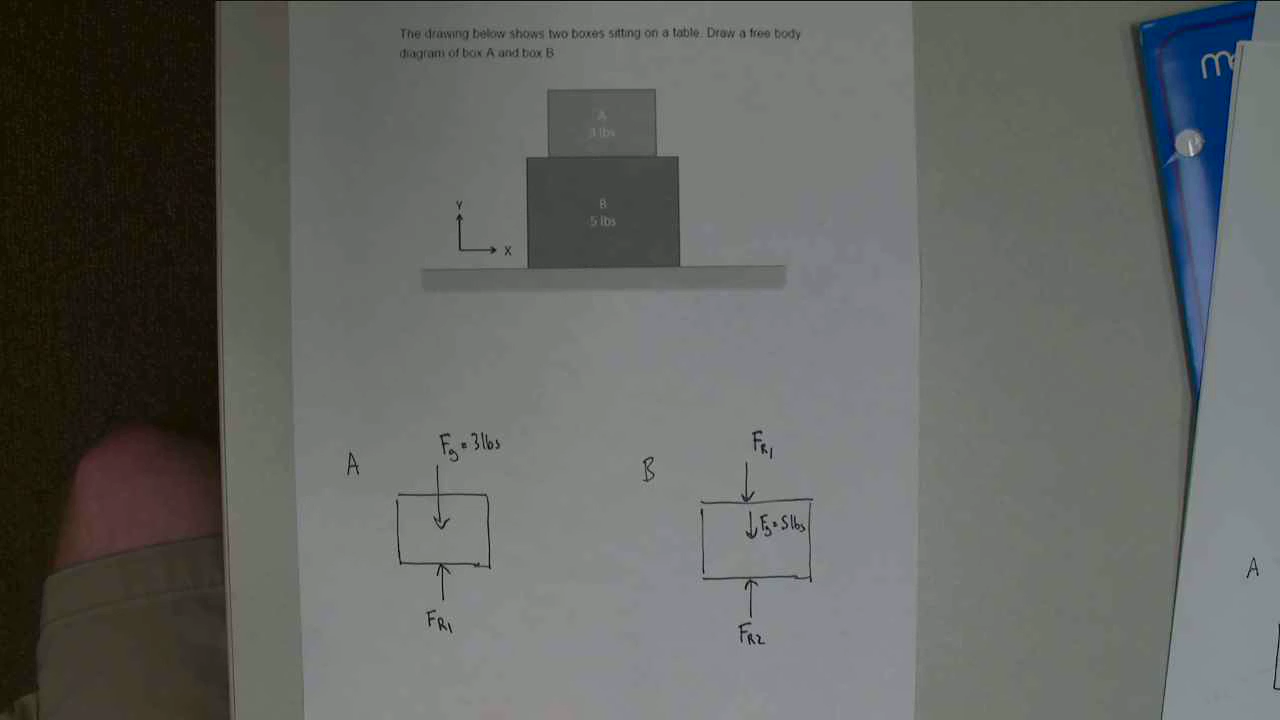 The drawing below shows two boxes sitting on a table. Draw a free body
diagram of box A and box B
A
3 lbs
B
5 lbs
Y
X
A
Fg = 3lbs
FR1
B
FR1
Fg = 5lbs
FR2
A